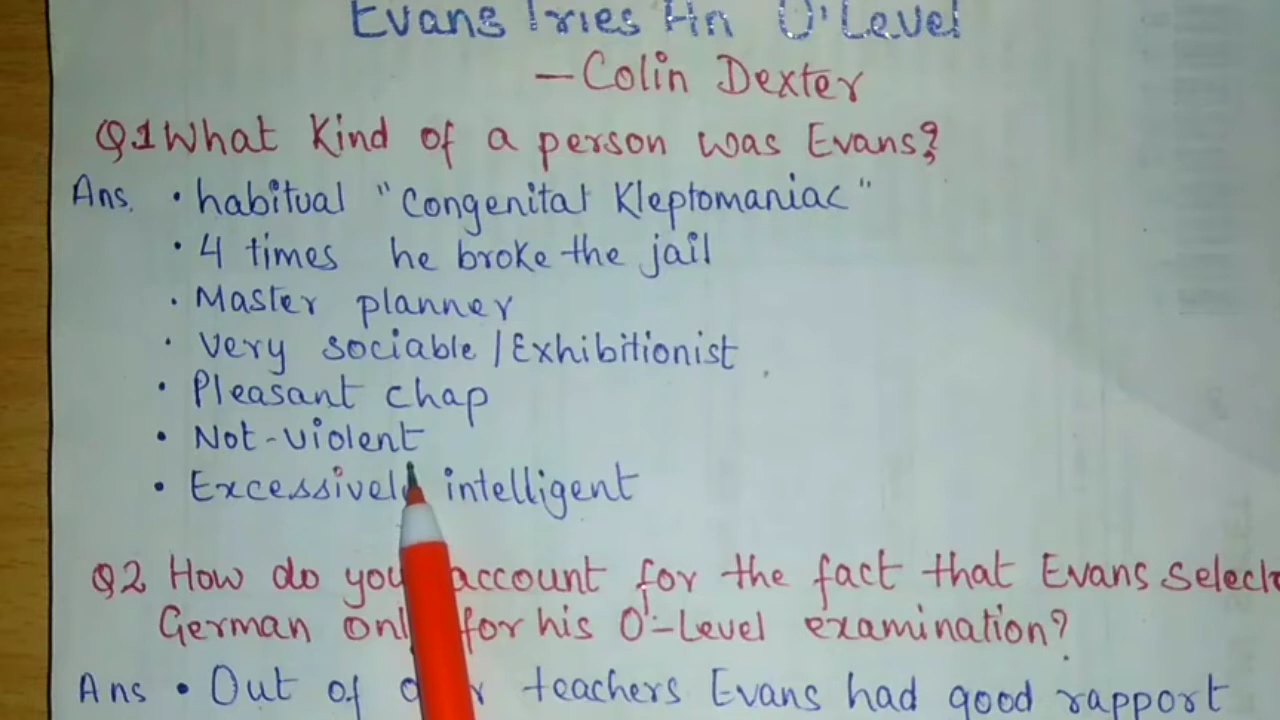 Evans Tries An O'Level
– Colin Dexter
Q1 What Kind of a person was Evans?
Ans. • habitual "Congenital Kleptomaniac"
• 4 times he broke the jail
• Master planner
• Very sociable / Exhibitionist
• Pleasant chap
• Not-violent
• Excessively intelligent
Q2 How do you account for the fact that Evans select
German only for his O'-Level examination?
Ans • Out of teachers Evans had good rapport